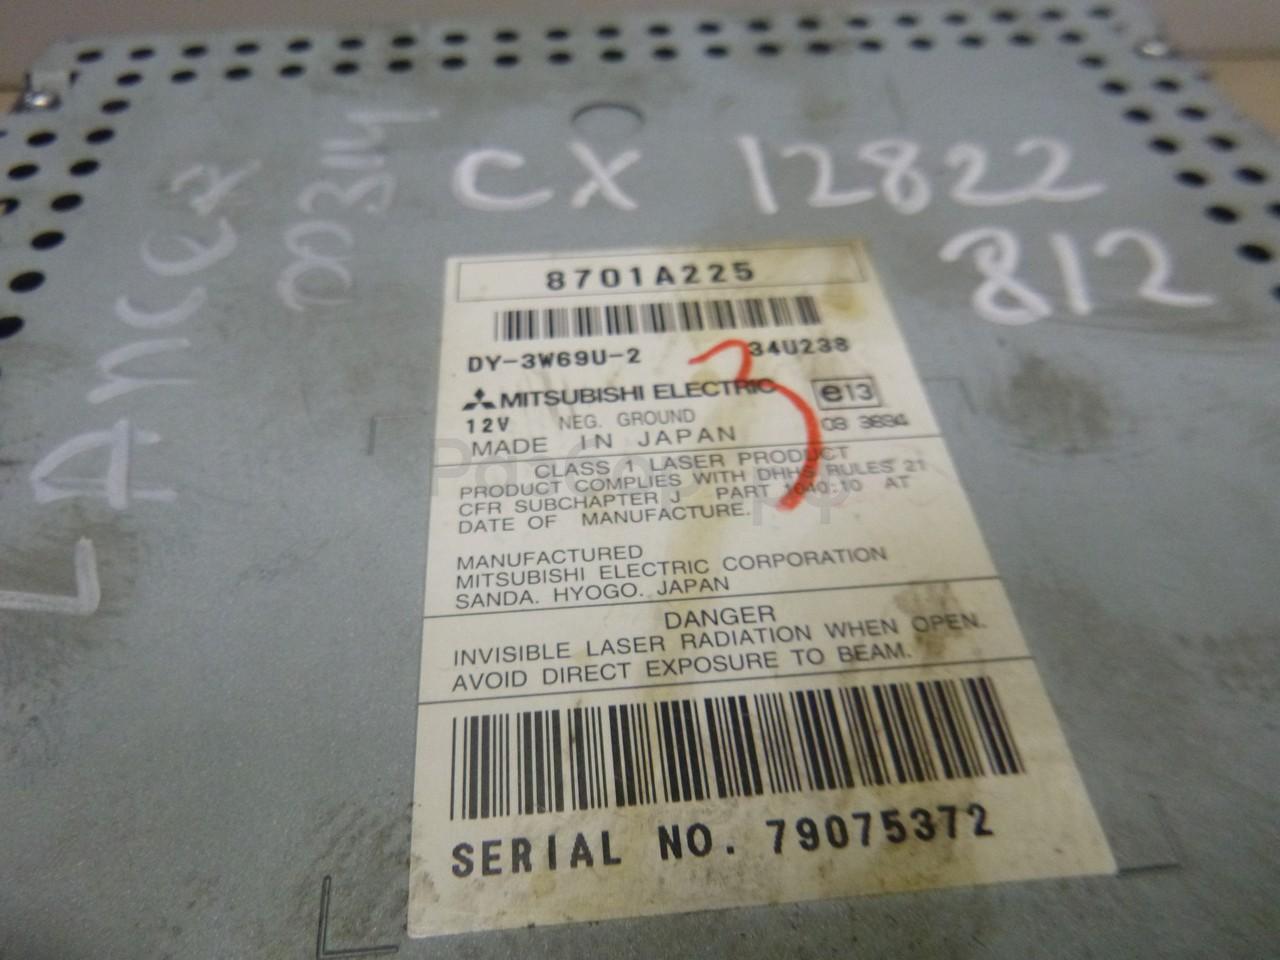 CX 12822
812
LANCER
8701A225
DY-3W69U-2 34U238
3
MITSUBISHI ELECTRIC e13
12V NEG. GROUND 03 3894
MADE IN JAPAN
CLASS 1 LASER PRODUCT
PRODUCT COMPLIES WITH DHHS RULES 21
CFR SUBCHAPTER J PART 1040:10 AT
DATE OF MANUFACTURE.
MANUFACTURED
MITSUBISHI ELECTRIC CORPORATION
SANDA. HYOGO. JAPAN
DANGER
INVISIBLE LASER RADIATION WHEN OPEN.
AVOID DIRECT EXPOSURE TO BEAM.
SERIAL NO. 79075372